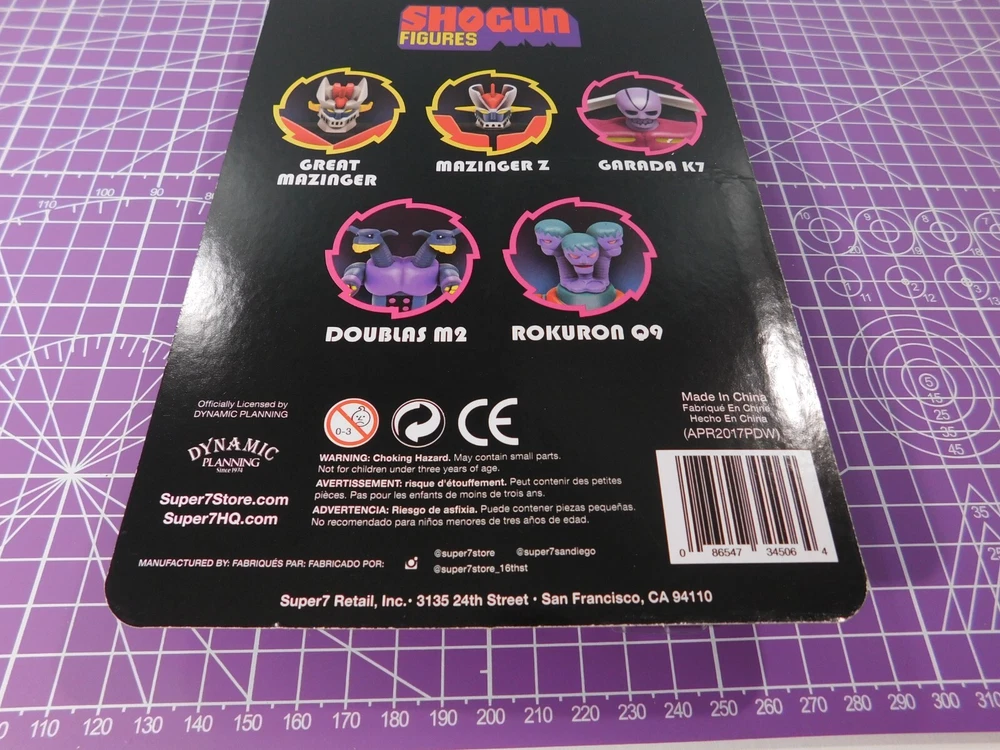 SHOGUN
FIGURES
GREAT
MAZINGER
MAZINGER Z
GARADA K7
DOUBLAS M2
ROKURON Q9
Officially Licensed by
DYNAMIC PLANNING
DYNAMIC
PLANNING
Since 1974
Super7Store.com
Super7HQ.com
0-3
CE
WARNING: Choking Hazard. May contain small parts.
Not for children under three years of age.
AVERTISSEMENT: risque d'étouffement. Peut contenir des petites
pièces. Pas pour les enfants de moins de trois ans.
ADVERTENCIA: Riesgo de asfixia. Puede contener piezas pequeñas.
No recomendado para niños menores de tres años de edad.
Made In China
Fabriqué En Chine
Hecho En China
(APR2017PDW)
0 86547 34506 4
MANUFACTURED BY: FABRIQUÉS PAR: FABRICADO POR:
@super7store @super7sandiego
@super7store_16thst
Super7 Retail, Inc. • 3135 24th Street • San Francisco, CA 94110
110 100 90
10 9 8 7
5
15
25
35
45
35
110 120 130 140 150 160 170 180 190 200 210 220 230 240 250 260 270 280 290 300 310